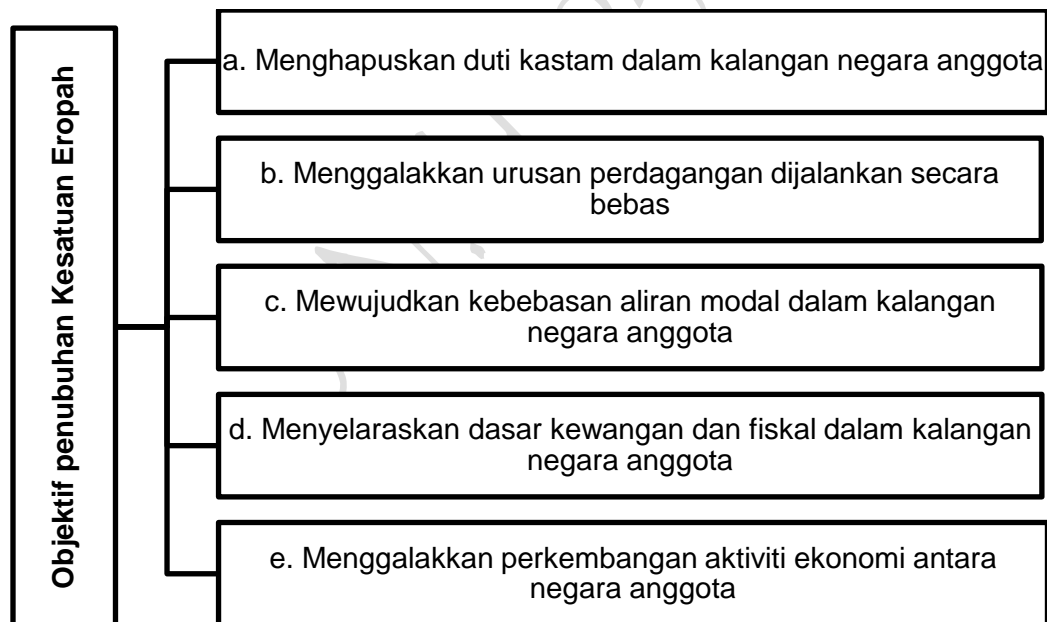 Objektif penubuhan Kesatuan Eropah
a. Menghapuskan duti kastam dalam kalangan negara anggota
b. Menggalakkan urusan perdagangan dijalankan secara
bebas
c. Mewujudkan kebebasan aliran modal dalam kalangan
negara anggota
d. Menyelaraskan dasar kewangan dan fiskal dalam kalangan
negara anggota
e. Menggalakkan perkembangan aktiviti ekonomi antara
negara anggota